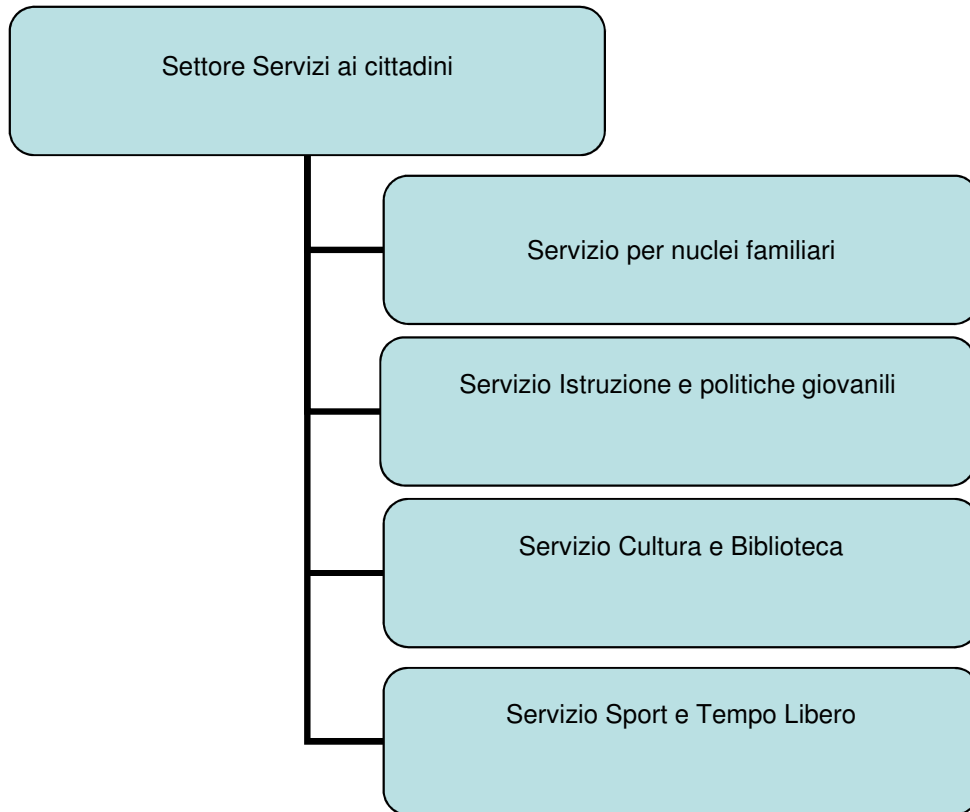 Settore Servizi ai cittadini
Servizio per nuclei familiari
Servizio Istruzione e politiche giovanili
Servizio Cultura e Biblioteca
Servizio Sport e Tempo Libero